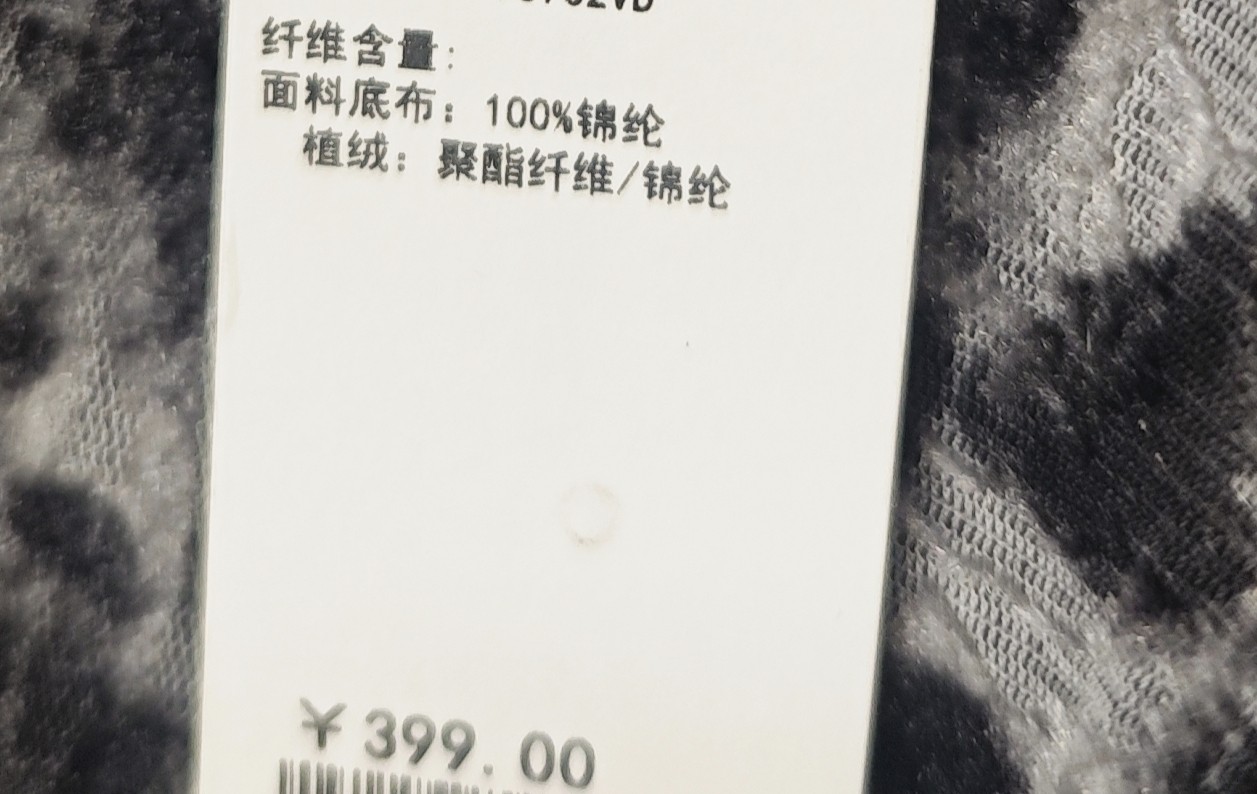 纤维含量:
面料底布: 100%锦纶
植绒: 聚酯纤维/锦纶
¥399.00